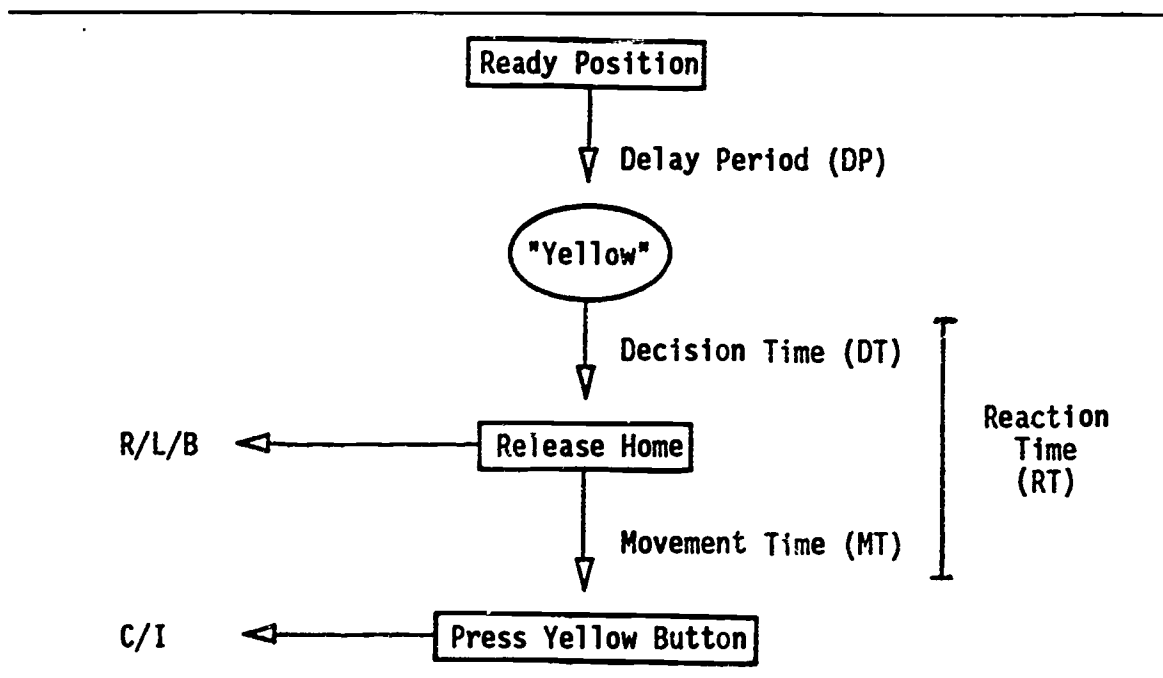 Ready Position
Delay Period (DP)
"Yellow"
Decision Time (DT)
Reaction
Time
(RT)
R/L/B
Release Home
Movement Time (MT)
C/I
Press Yellow Button